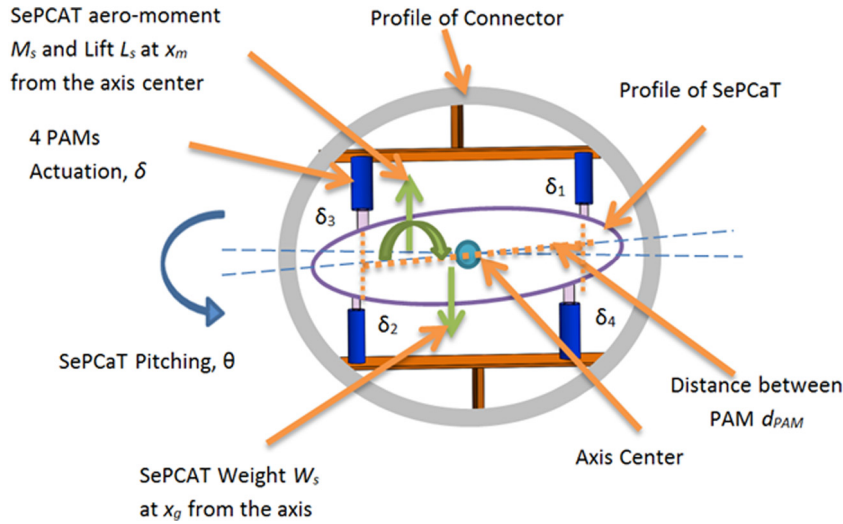 SePCAT aero-moment
Ms and Lift Ls at xm
from the axis center
Profile of Connector
Profile of SePCaT
4 PAMs
Actuation, δ
δ1
δ3
δ2
δ4
SePCaT Pitching, θ
Distance between
PAM dPAM
Axis Center
SePCAT Weight Ws
at xg from the axis